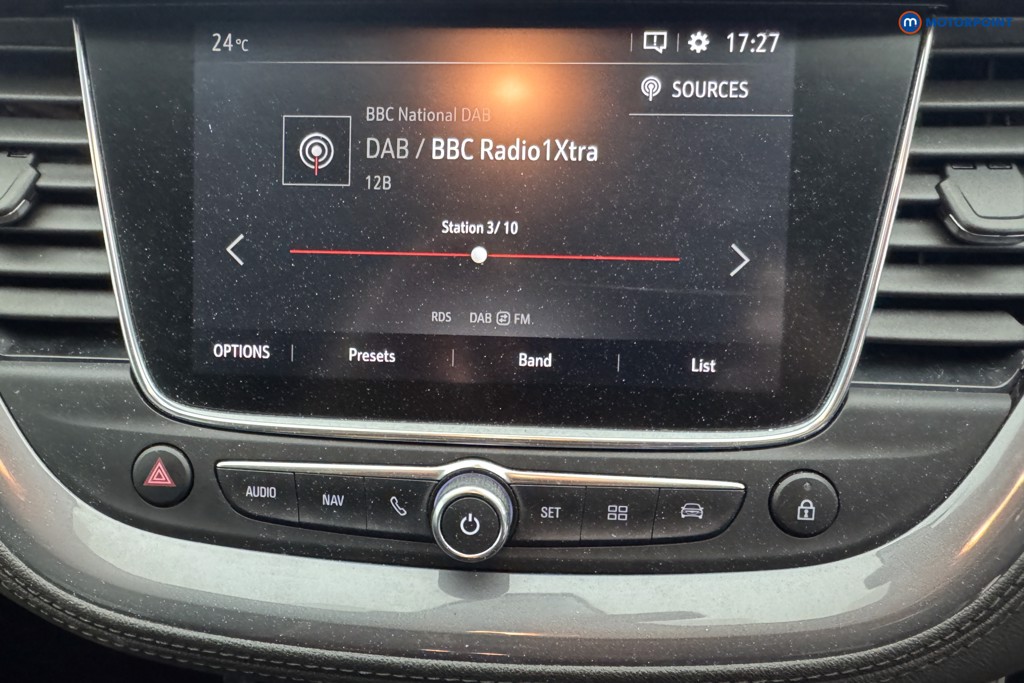 MOTORPOINT
24°C
17:27
SOURCES
BBC National DAB
DAB / BBC Radio1Xtra
12B
Station 3/10
RDS DAB FM
OPTIONS Presets Band List
AUDIO NAV SET